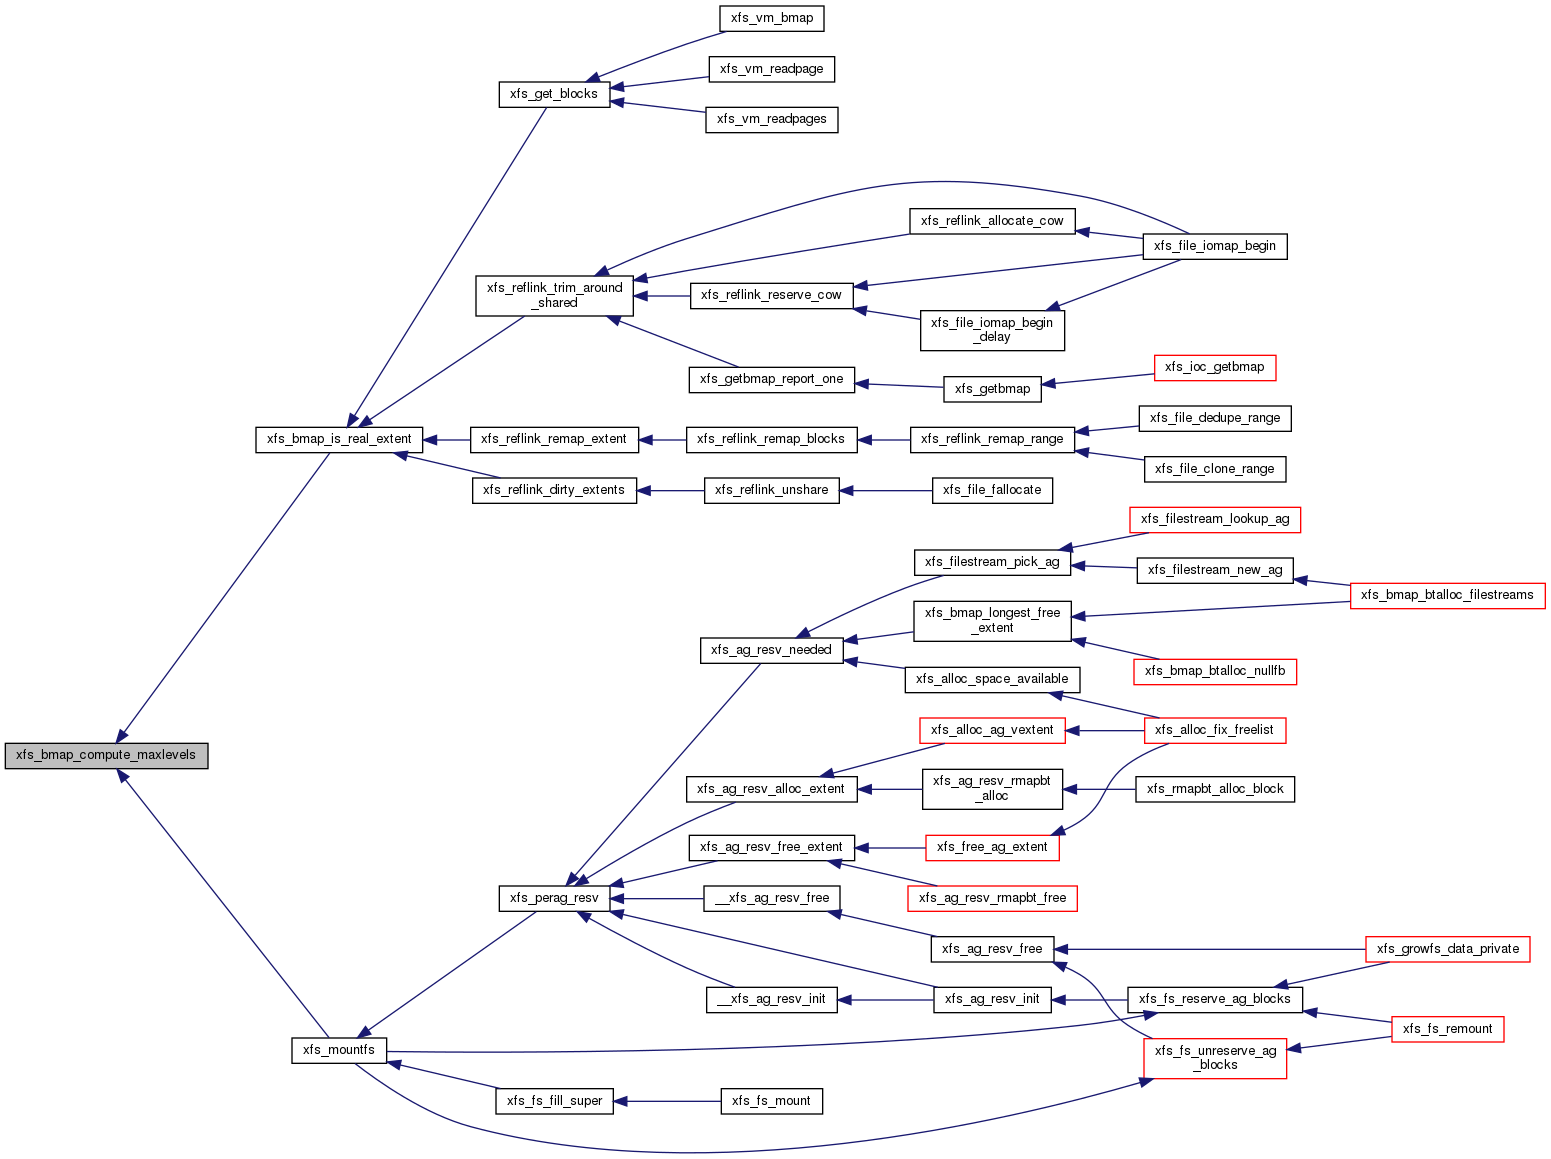 xfs_vm_bmap
xfs_vm_readpage
xfs_get_blocks
xfs_vm_readpages
xfs_reflink_allocate_cow
xfs_file_iomap_begin
xfs_reflink_trim_around
_shared
xfs_reflink_reserve_cow
xfs_file_iomap_begin
_delay
xfs_ioc_getbmap
xfs_getbmap_report_one
xfs_getbmap
xfs_file_dedupe_range
xfs_bmap_is_real_extent
xfs_reflink_remap_extent
xfs_reflink_remap_blocks
xfs_reflink_remap_range
xfs_file_clone_range
xfs_reflink_dirty_extents
xfs_reflink_unshare
xfs_file_fallocate
xfs_filestream_lookup_ag
xfs_filestream_pick_ag
xfs_filestream_new_ag
xfs_bmap_btalloc_filestreams
xfs_bmap_longest_free
_extent
xfs_ag_resv_needed
xfs_bmap_btalloc_nullfb
xfs_alloc_space_available
xfs_alloc_ag_vextent
xfs_alloc_fix_freelist
xfs_bmap_compute_maxlevels
xfs_ag_resv_alloc_extent
xfs_ag_resv_rmapbt
_alloc
xfs_rmapbt_alloc_block
xfs_ag_resv_free_extent
xfs_free_ag_extent
xfs_perag_resv
__xfs_ag_resv_free
xfs_ag_resv_rmapbt_free
xfs_ag_resv_free
xfs_growfs_data_private
__xfs_ag_resv_init
xfs_ag_resv_init
xfs_fs_reserve_ag_blocks
xfs_fs_remount
xfs_mountfs
xfs_fs_unreserve_ag
_blocks
xfs_fs_fill_super
xfs_fs_mount